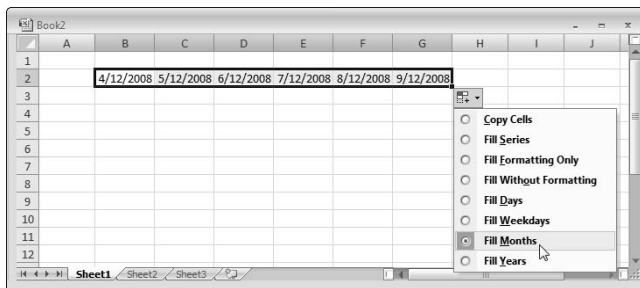 Book2
A B C D E F G H I J
1
2 4/12/2008 5/12/2008 6/12/2008 7/12/2008 8/12/2008 9/12/2008
3
4 Copy Cells
5 Fill Series
6 Fill Formatting Only
7 Fill Without Formatting
8
9 Fill Days
10 Fill Weekdays
11 Fill Months
12 Fill Years
Sheet1 Sheet2 Sheet3